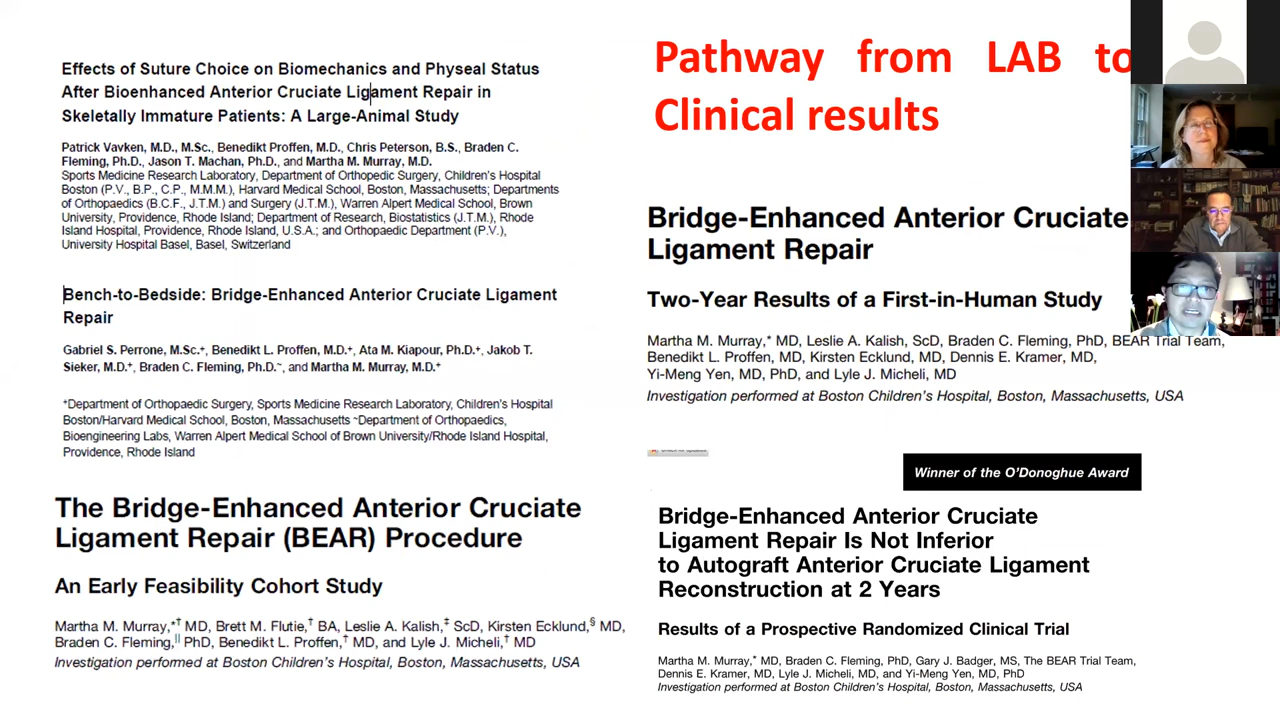 Effects of Suture Choice on Biomechanics and Physeal Status
After Bioenhanced Anterior Cruciate Ligament Repair in
Skeletally Immature Patients: A Large-Animal Study
Patrick Vavken, M.D., M.Sc., Benedikt Proffen, M.D., Chris Peterson, B.S., Braden C.
Fleming, Ph.D., Jason T. Machan, Ph.D., and Martha M. Murray, M.D.
Sports Medicine Research Laboratory, Department of Orthopedic Surgery, Children's Hospital
Boston (P.V., B.P., C.P., M.M.M.), Harvard Medical School, Boston, Massachusetts; Departments
of Orthopaedics (B.C.F., J.T.M) and Surgery (J.T.M), Warren Alpert Medical School, Brown
University, Providence, Rhode Island; Department of Research, Biostatistics (J.T.M.), Rhode
Island Hospital, Providence, Rhode Island, U.S.A.; and Orthopaedic Department (P.V.),
University Hospital Basel, Basel, Switzerland
Bench-to-Bedside: Bridge-Enhanced Anterior Cruciate Ligament
Repair
Gabriel S. Perrone, M.Sc.+, Benedikt L. Proffen, M.D.+, Ata M. Kiapour, Ph.D.+, Jakob T.
Sieker, M.D.+, Braden C. Fleming, Ph.D.~, and Martha M. Murray, M.D.+
+Department of Orthopaedic Surgery, Sports Medicine Research Laboratory, Children's Hospital
Boston/Harvard Medical School, Boston, Massachusetts ~Department of Orthopaedics,
Bioengineering Labs, Warren Alpert Medical School of Brown University/Rhode Island Hospital,
Providence, Rhode Island
The Bridge-Enhanced Anterior Cruciate
Ligament Repair (BEAR) Procedure
An Early Feasibility Cohort Study
Martha M. Murray,*† MD, Brett M. Flutie,† BA, Leslie A. Kalish,‡ ScD, Kirsten Ecklund,§ MD,
Braden C. Fleming,|| PhD, Benedikt L. Proffen,† MD, and Lyle J. Micheli,† MD
Investigation performed at Boston Children's Hospital, Boston, Massachusetts, USA
Pathway from LAB to
Clinical results
Bridge-Enhanced Anterior Cruciate
Ligament Repair
Two-Year Results of a First-in-Human Study
Martha M. Murray,* MD, Leslie A. Kalish, ScD, Braden C. Fleming, PhD, BEAR Trial Team,
Benedikt L. Proffen, MD, Kirsten Ecklund, MD, Dennis E. Kramer, MD,
Yi-Meng Yen, MD, PhD, and Lyle J. Micheli, MD
Investigation performed at Boston Children's Hospital, Boston, Massachusetts, USA
Winner of the O'Donoghue Award
Bridge-Enhanced Anterior Cruciate
Ligament Repair Is Not Inferior
to Autograft Anterior Cruciate Ligament
Reconstruction at 2 Years
Results of a Prospective Randomized Clinical Trial
Martha M. Murray,* MD, Braden C. Fleming, PhD, Gary J. Badger, MS, The BEAR Trial Team,
Dennis E. Kramer, MD, Lyle J. Micheli, MD, and Yi-Meng Yen, MD, PhD
Investigation performed at Boston Children's Hospital, Boston, Massachusetts, USA